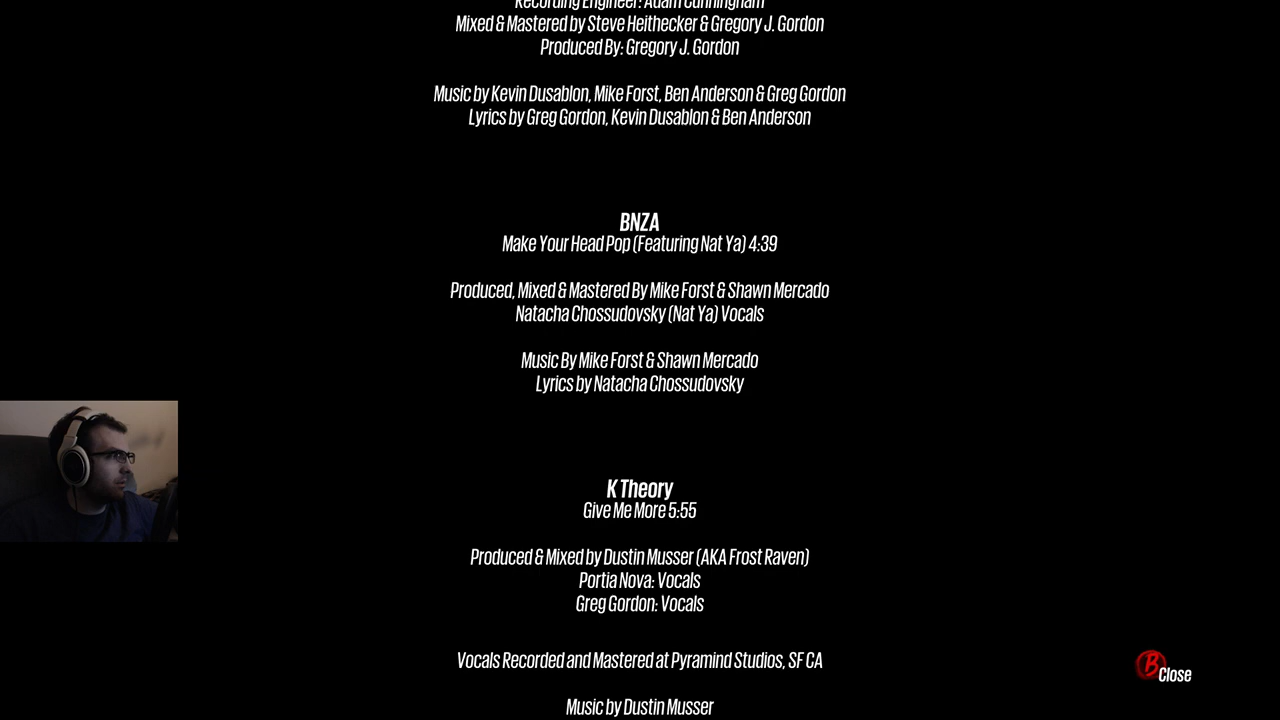 Recording Engineer: Adam Cunningham
Mixed & Mastered by Steve Heithecker & Gregory J. Gordon
Produced By: Gregory J. Gordon
Music by Kevin Dusablon, Mike Forst, Ben Anderson & Greg Gordon
Lyrics by Greg Gordon, Kevin Dusablon & Ben Anderson
BNZA
Make Your Head Pop (Featuring Nat Ya) 4:39
Produced, Mixed & Mastered By Mike Forst & Shawn Mercado
Natacha Chossudovsky (Nat Ya) Vocals
Music By Mike Forst & Shawn Mercado
Lyrics by Natacha Chossudovsky
K Theory
Give Me More 5:55
Produced & Mixed by Dustin Musser (AKA Frost Raven)
Portia Nova: Vocals
Greg Gordon: Vocals
Vocals Recorded and Mastered at Pyramind Studios, SF CA
B Close
Music by Dustin Musser